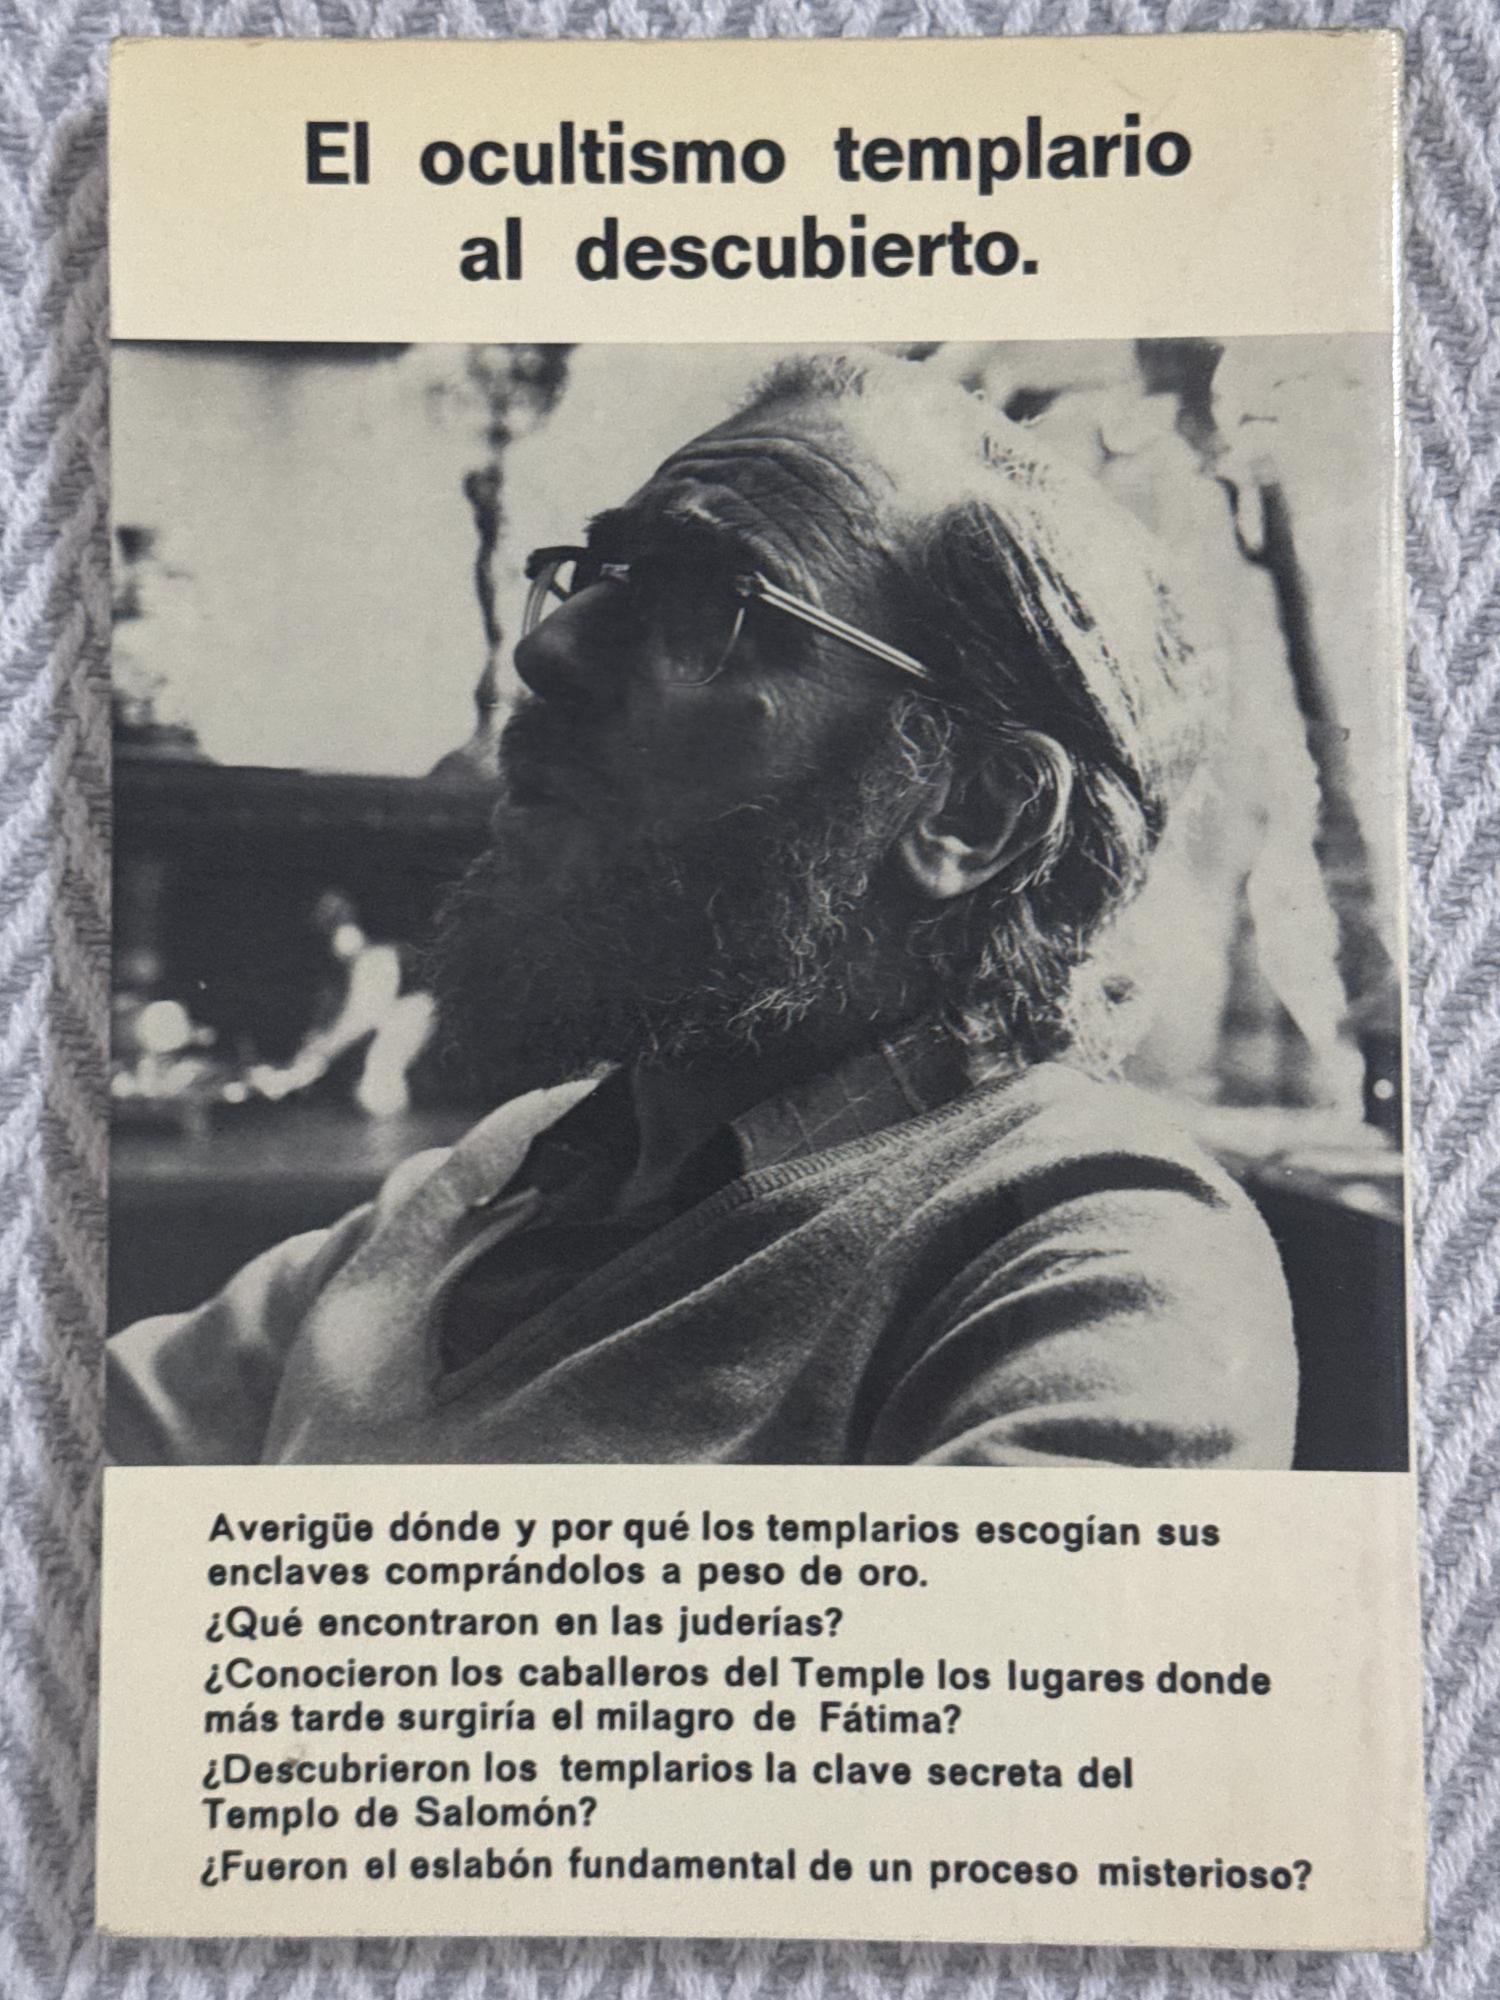 El ocultismo templario
al descubierto.
Averigüe dónde y por qué los templarios escogían sus
enclaves comprándolos a peso de oro.
¿Qué encontraron en las juderías?
¿Conocieron los caballeros del Temple los lugares donde
más tarde surgiría el milagro de Fátima?
¿Descubrieron los templarios la clave secreta del
Templo de Salomón?
¿Fueron el eslabón fundamental de un proceso misterioso?